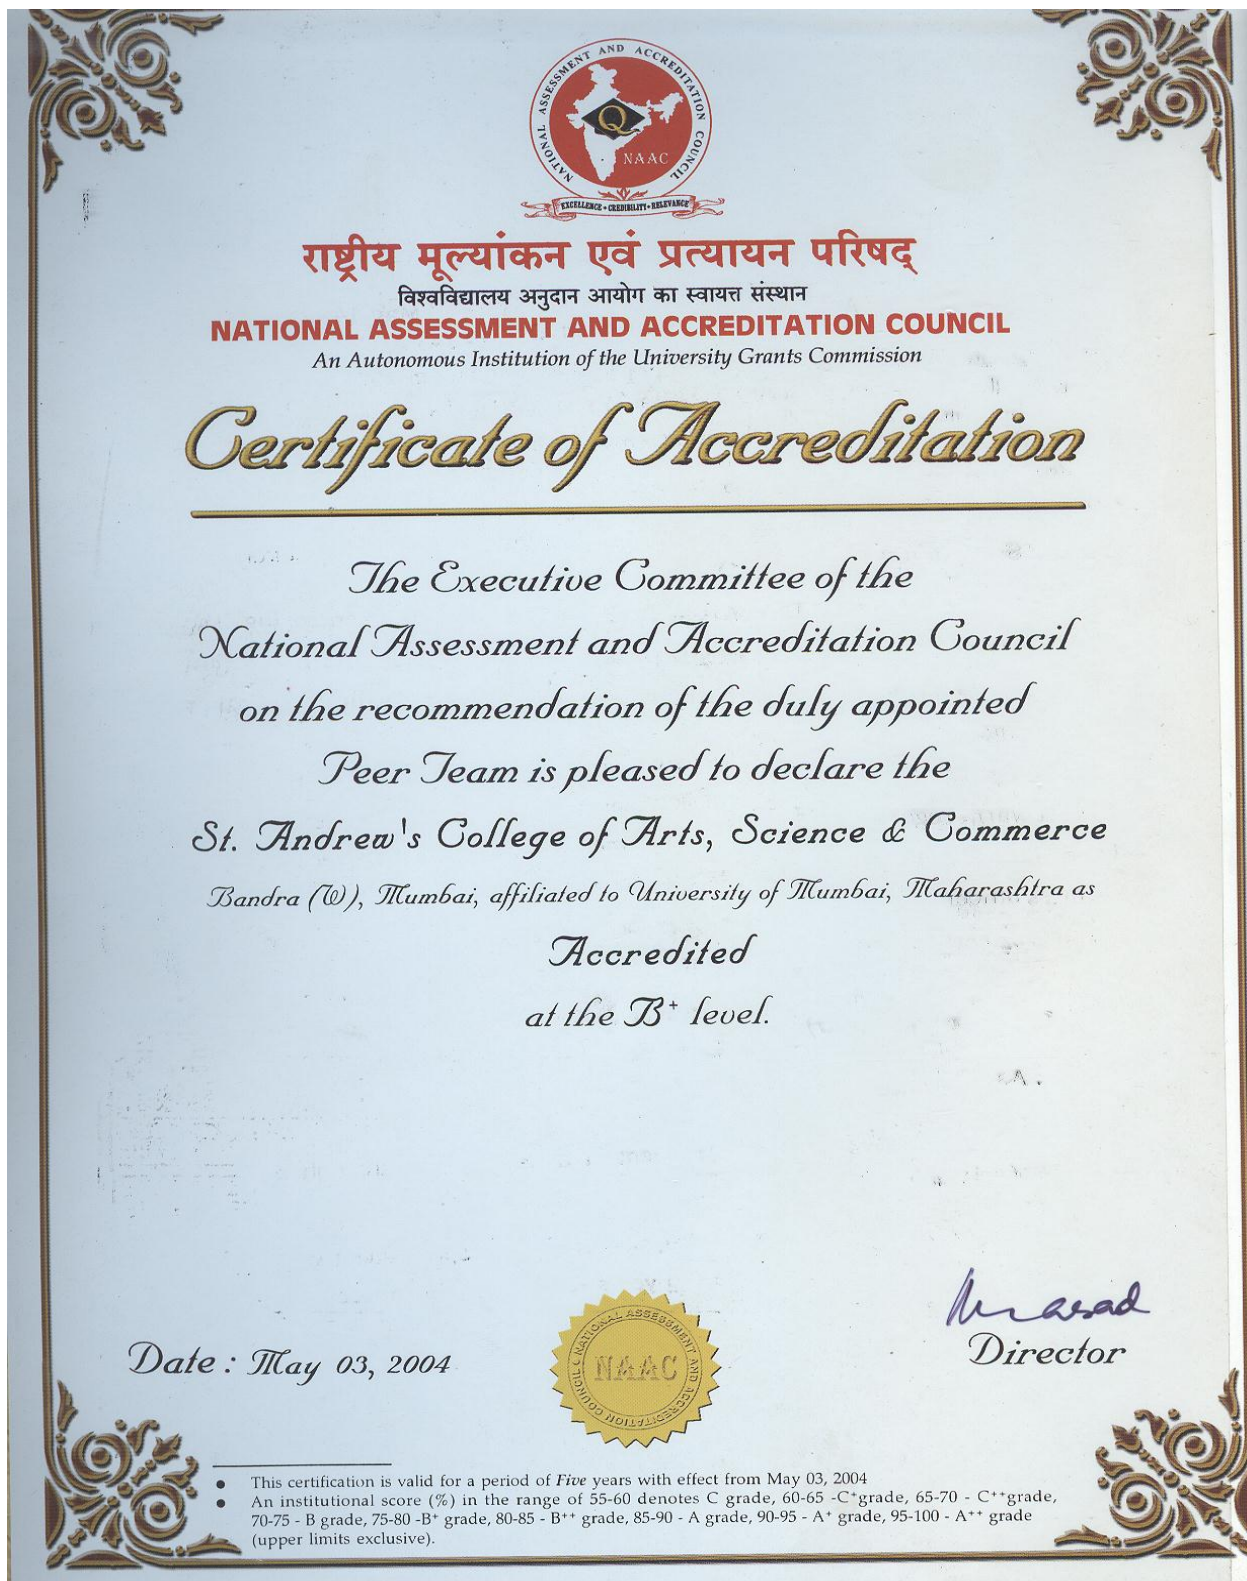 NATIONAL ASSESSMENT AND ACCREDITATION COUNCIL
Q
NAAC
EXCELLENCE • CREDIBILITY • RELEVANCE
राष्ट्रीय मूल्यांकन एवं प्रत्यायन परिषद्
विश्वविद्यालय अनुदान आयोग का स्वायत्त संस्थान
NATIONAL ASSESSMENT AND ACCREDITATION COUNCIL
An Autonomous Institution of the University Grants Commission
Certificate of Accreditation
The Executive Committee of the
National Assessment and Accreditation Council
on the recommendation of the duly appointed
Peer Team is pleased to declare the
St. Andrew's College of Arts, Science & Commerce
Bandra (W), Mumbai, affiliated to University of Mumbai, Maharashtra as
Accredited
at the B⁺ level.
Director
Date : May 03, 2004
NATIONAL ASSESSMENT AND ACCREDITATION COUNCIL
NAAC
• This certification is valid for a period of Five years with effect from May 03, 2004
• An institutional score (%) in the range of 55-60 denotes C grade, 60-65 -C⁺grade, 65-70 - C⁺⁺grade,
70-75 - B grade, 75-80 -B⁺ grade, 80-85 - B⁺⁺ grade, 85-90 - A grade, 90-95 - A⁺ grade, 95-100 - A⁺⁺ grade
(upper limits exclusive).